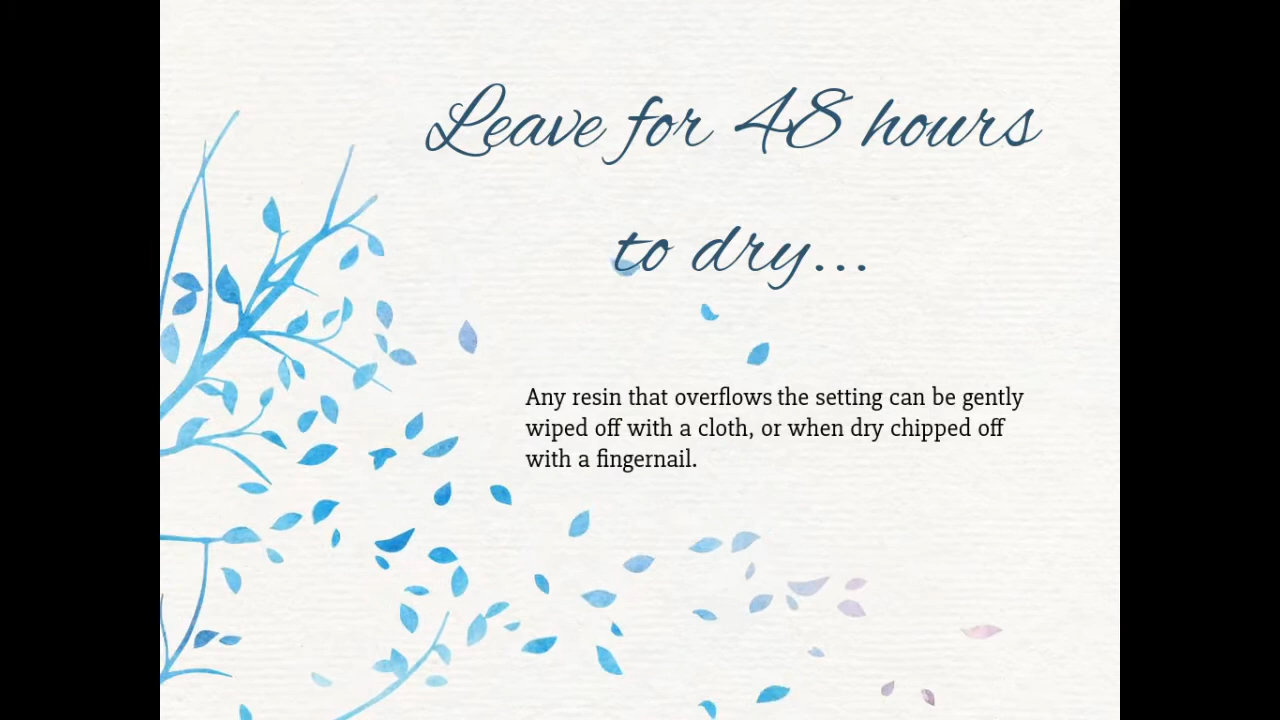 Leave for 48 hours
to dry...
Any resin that overflows the setting can be gently
wiped off with a cloth, or when dry chipped off
with a fingernail.